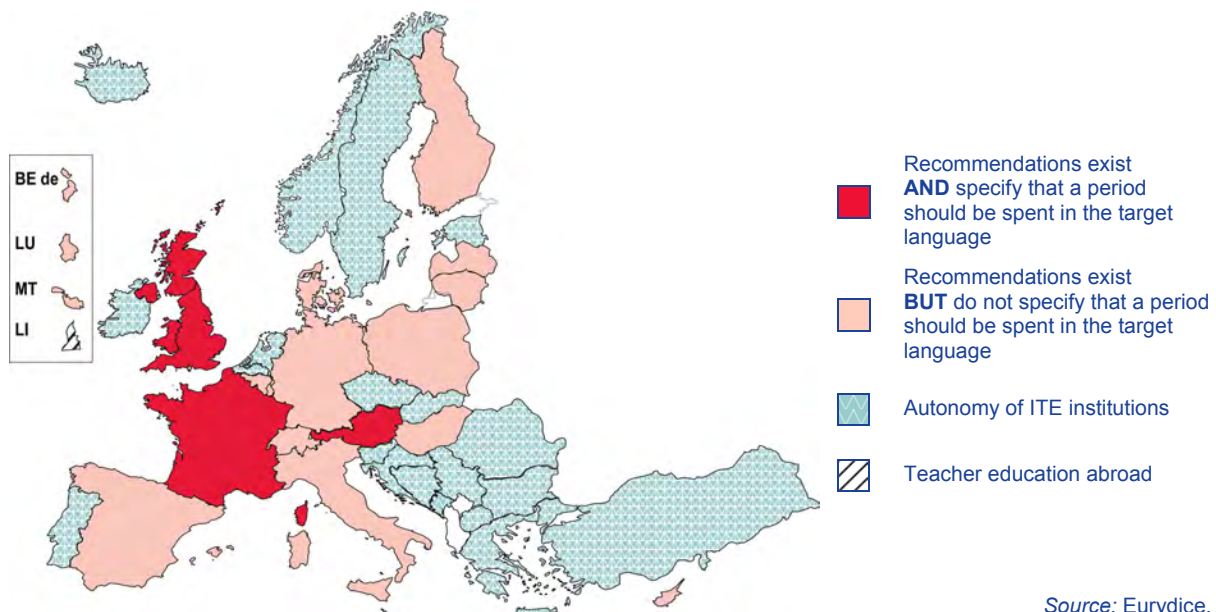 BE de
LU
MT
LI
Recommendations exist
AND specify that a period
should be spent in the target
language
Recommendations exist
BUT do not specify that a period
should be spent in the target
language
Autonomy of ITE institutions
Teacher education abroad
Source: Eurydice.